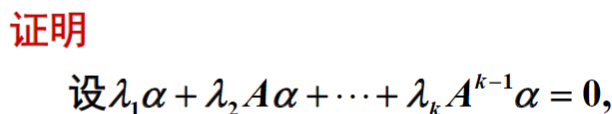 证明
设λ₁α + λ₂Aα + ⋯ + λₖAᵏ⁻¹α = 0,